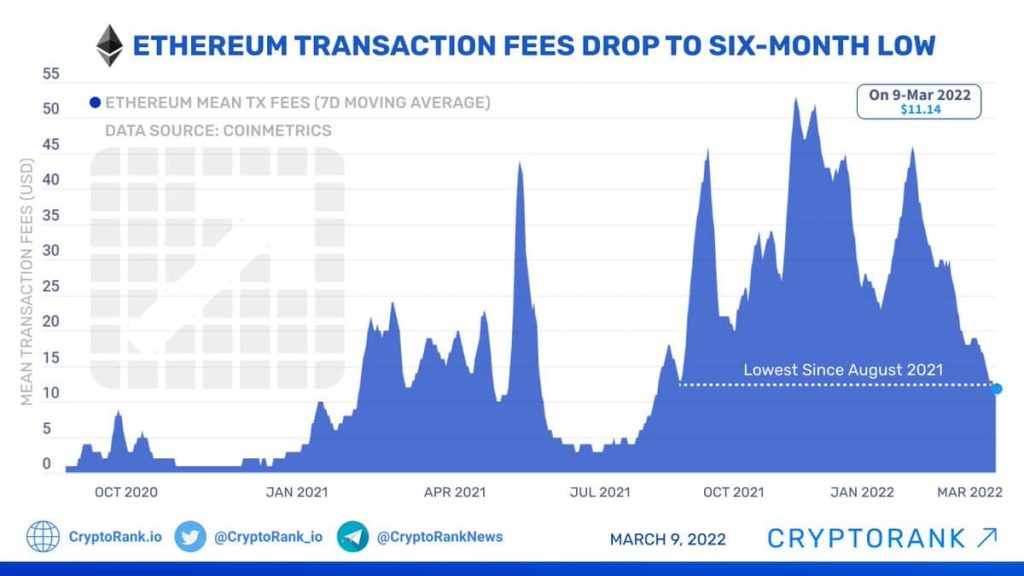 ETHEREUM TRANSACTION FEES DROP TO SIX-MONTH LOW
ETHEREUM MEAN TX FEES (7D MOVING AVERAGE)
DATA SOURCE: COINMETRICS
On 9-Mar 2022
$11.14
MEAN TRANSACTION FEES (USD)
55
50
45
40
35
30
25
20
15
10
5
0
Lowest Since August 2021
OCT 2020
JAN 2021
APR 2021
JUL 2021
OCT 2021
JAN 2022
MAR 2022
CryptoRank.io
@CryptoRank_io
@CryptoRankNews
MARCH 9, 2022
CRYPTORANK